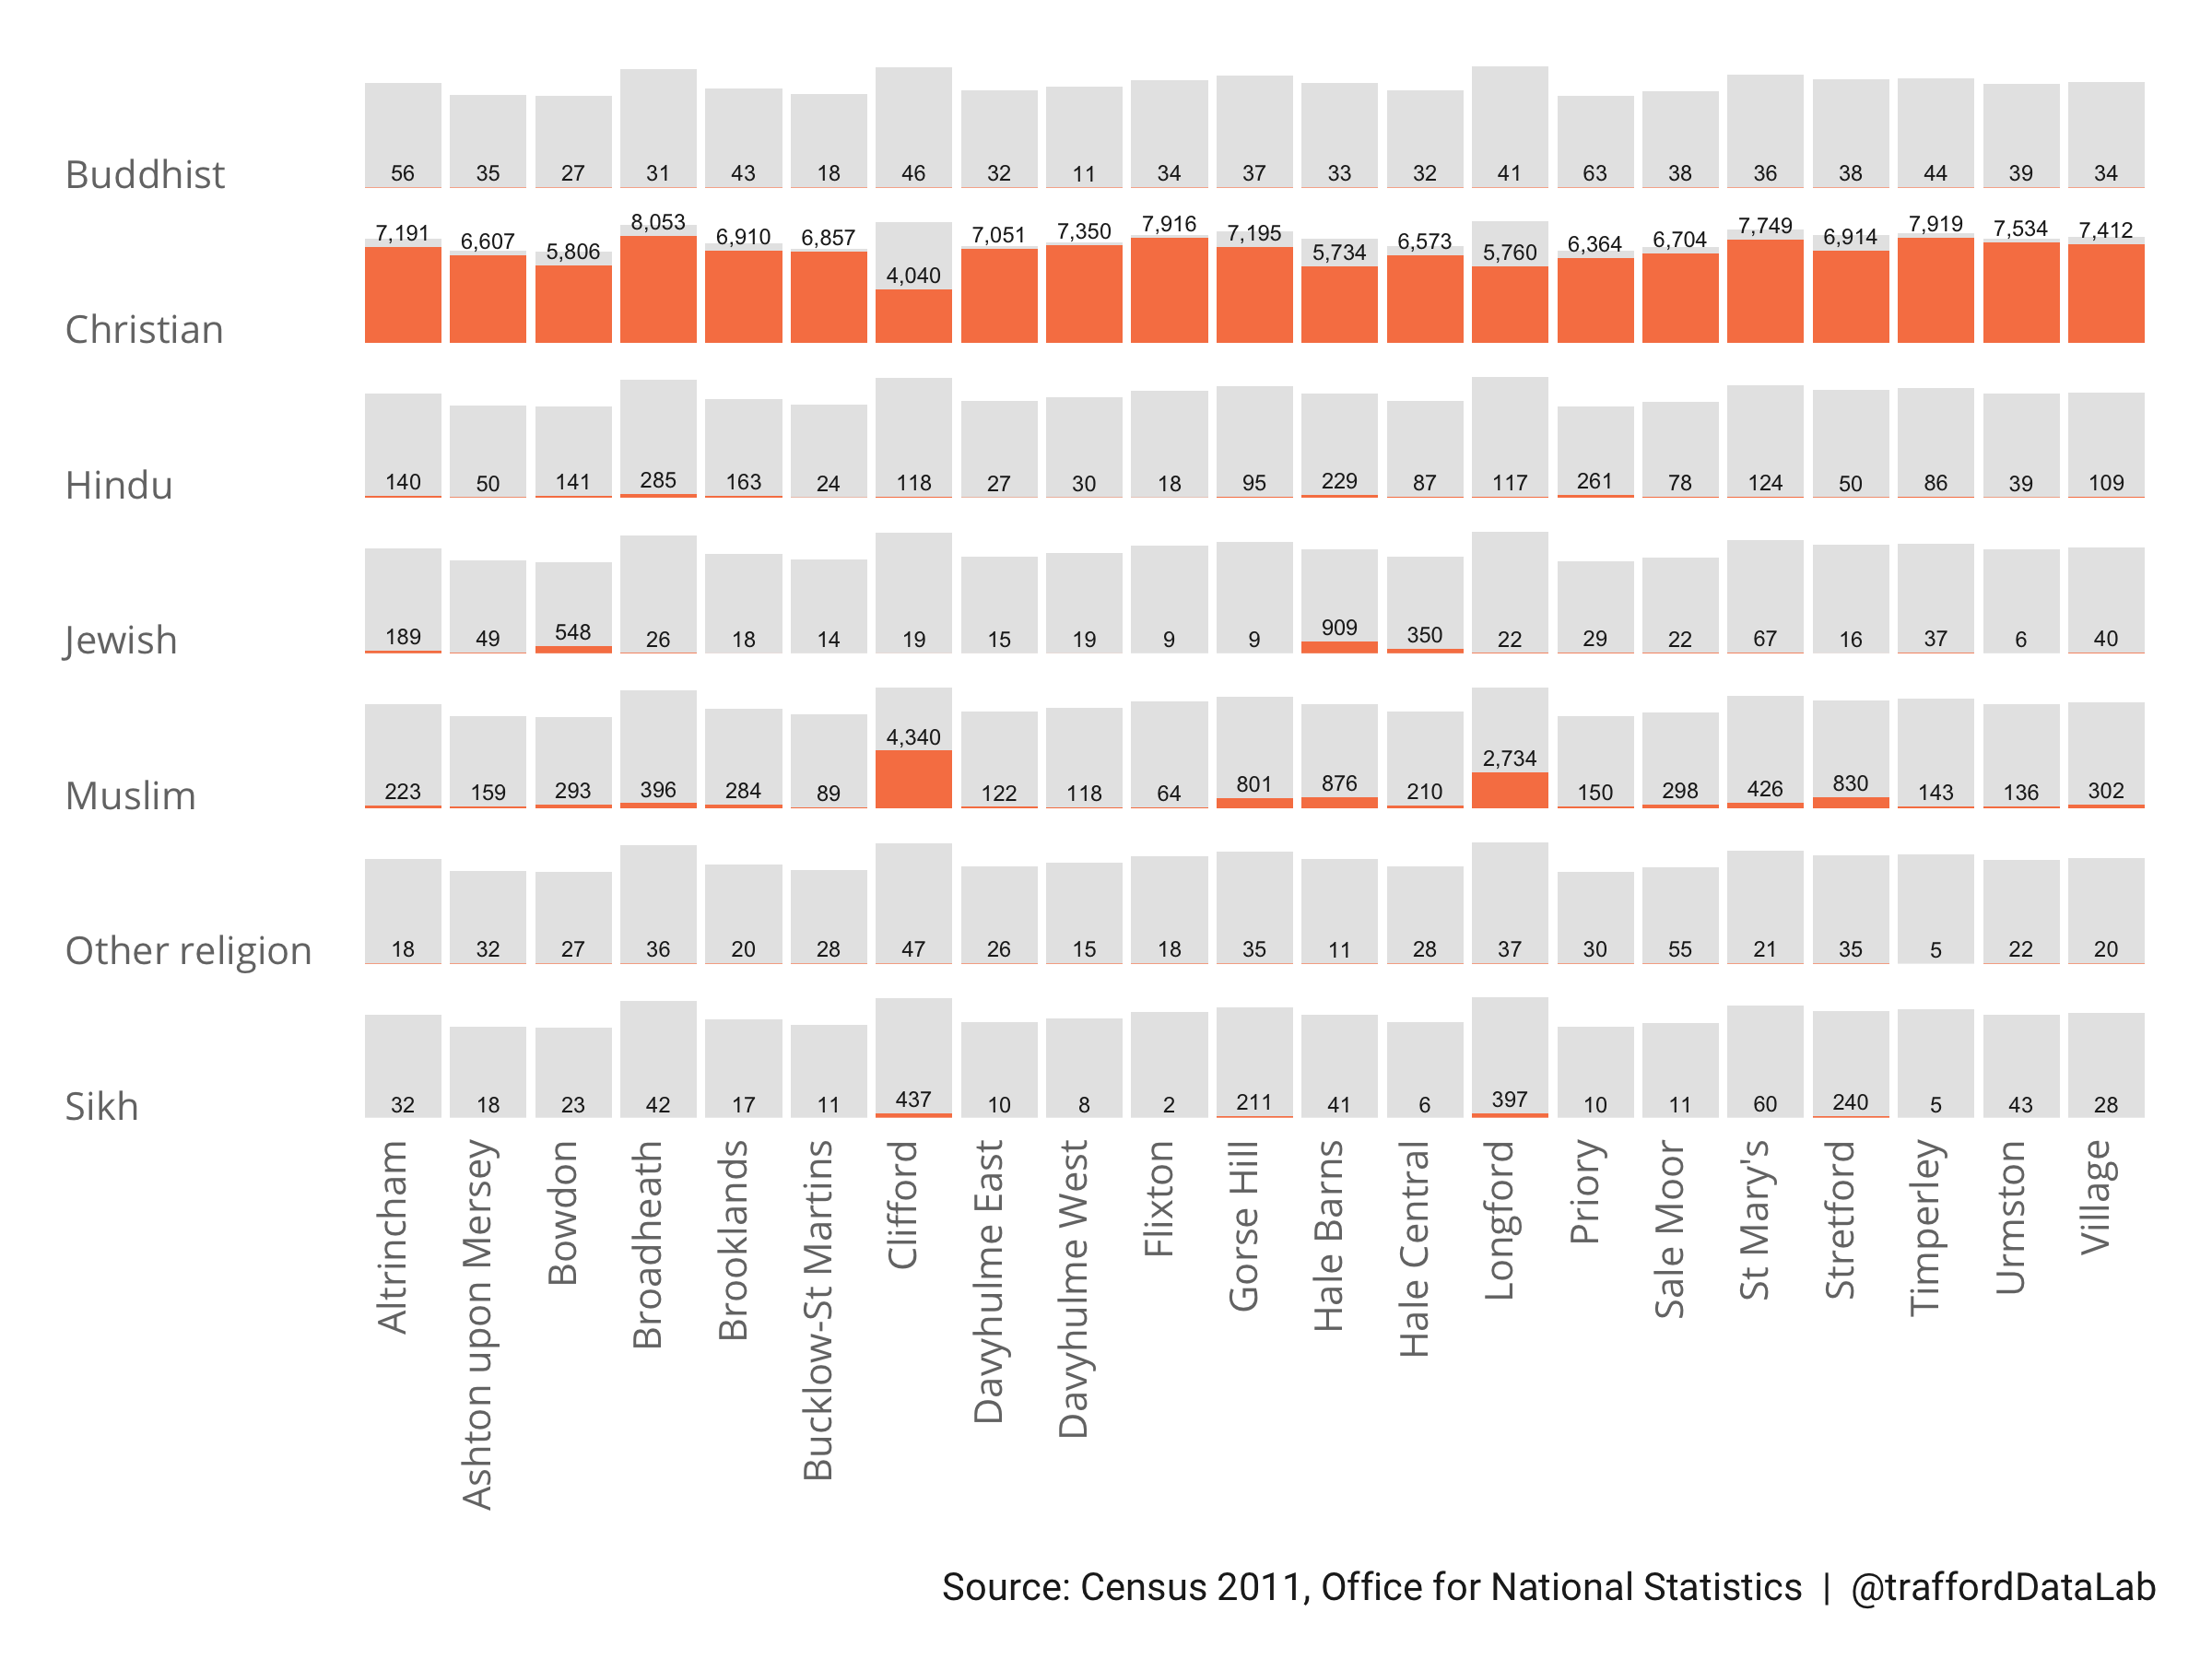 Buddhist 56 35 27 31 43 18 46 32 11 34 37 33 32 41 63 38 36 38 44 39 34
Christian 7,191 6,607 5,806 8,053 6,910 6,857 4,040 7,051 7,350 7,916 7,195 5,734 6,573 5,760 6,364 6,704 7,749 6,914 7,919 7,534 7,412
Hindu 140 50 141 285 163 24 118 27 30 18 95 229 87 117 261 78 124 50 86 39 109
Jewish 189 49 548 26 18 14 19 15 19 9 9 909 350 22 29 22 67 16 37 6 40
Muslim 223 159 293 396 284 89 4,340 122 118 64 801 876 210 2,734 150 298 426 830 143 136 302
Other religion 18 32 27 36 20 28 47 26 15 18 35 11 28 37 30 55 21 35 5 22 20
Sikh 32 18 23 42 17 11 437 10 8 2 211 41 6 397 10 11 60 240 5 43 28
Altrincham
Ashton upon Mersey
Bowdon
Broadheath
Brooklands
Bucklow-St Martins
Clifford
Davyhulme East
Davyhulme West
Flixton
Gorse Hill
Hale Barns
Hale Central
Longford
Priory
Sale Moor
St Mary's
Stretford
Timperley
Urmston
Village
Source: Census 2011, Office for National Statistics | @traffordDataLab